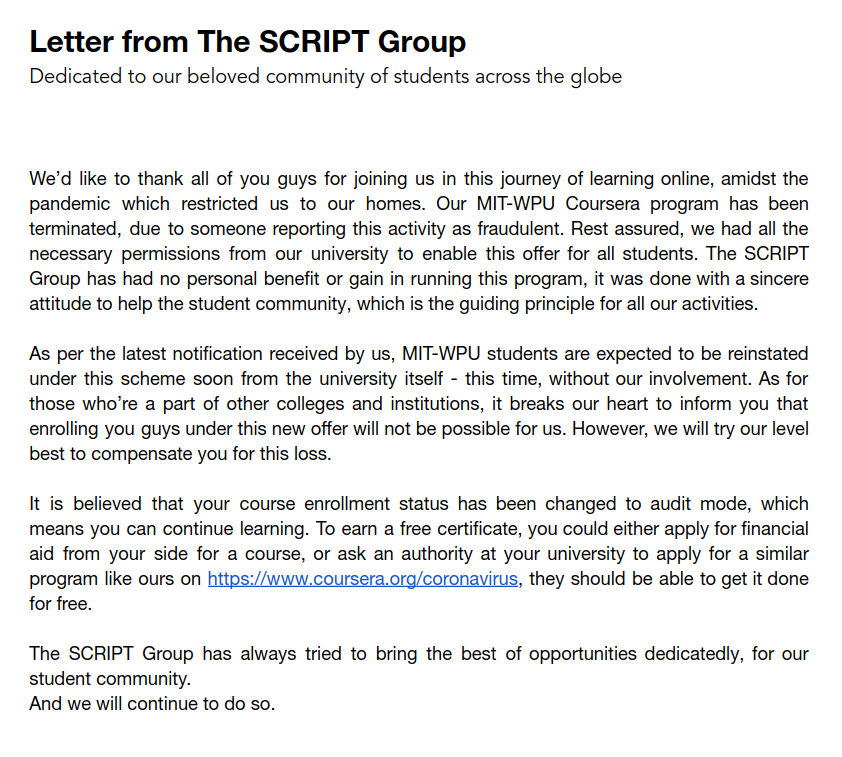 Letter from The SCRIPT Group
Dedicated to our beloved community of students across the globe
We'd like to thank all of you guys for joining us in this journey of learning online, amidst the
pandemic which restricted us to our homes. Our MIT-WPU Coursera program has been
terminated, due to someone reporting this activity as fraudulent. Rest assured, we had all the
necessary permissions from our university to enable this offer for all students. The SCRIPT
Group has had no personal benefit or gain in running this program, it was done with a sincere
attitude to help the student community, which is the guiding principle for all our activities.
As per the latest notification received by us, MIT-WPU students are expected to be reinstated
under this scheme soon from the university itself - this time, without our involvement. As for
those who're a part of other colleges and institutions, it breaks our heart to inform you that
enrolling you guys under this new offer will not be possible for us. However, we will try our level
best to compensate you for this loss.
It is believed that your course enrollment status has been changed to audit mode, which
means you can continue learning. To earn a free certificate, you could either apply for financial
aid from your side for a course, or ask an authority at your university to apply for a similar
program like ours on https://www.coursera.org/coronavirus, they should be able to get it done
for free.
The SCRIPT Group has always tried to bring the best of opportunities dedicatedly, for our
student community.
And we will continue to do so.